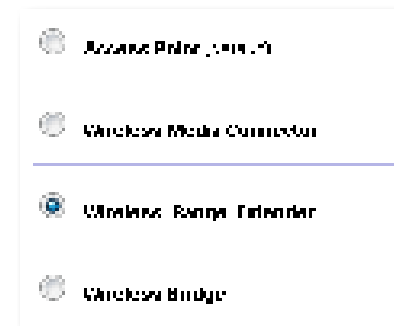 Access Point
Wireless Media Connector
Wireless Range Extender
Wireless Bridge